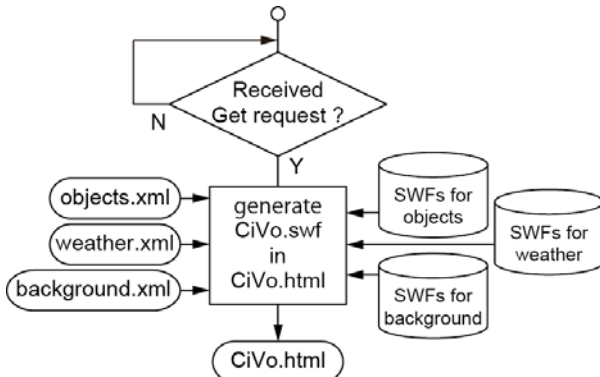 Received
Get request ?
N
Y
objects.xml
weather.xml
background.xml
generate
CiVo.swf
in
CiVo.html
SWFs for
objects
SWFs for
weather
SWFs for
background
CiVo.html